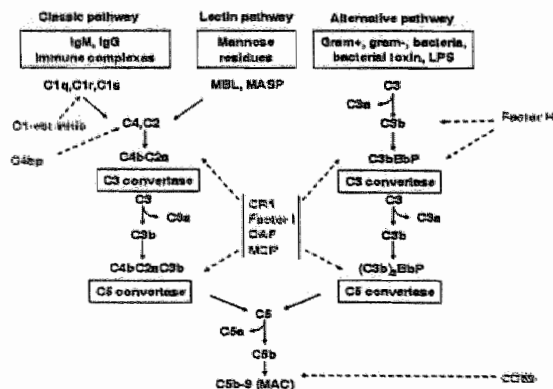 Classic pathway
Lectin pathway
Alternative pathway
IgM, IgG
Immune complexes
Mannose
residues
Gram+, gram-, bacteria,
bacterial toxin, LPS
C1q,C1r,C1s
MBL, MASP
C3
C3a
C3b
Factor H
C4,C2
C4bp
C4bC2a
C3bBbP
C3 convertase
C3 convertase
C3
C3a
C3b
CR1
Factor I
DAF
MCP
C3
C3a
C3b
C4bC2aC3b
(C3b)2BbP
C5 convertase
C5 convertase
C5
C5a
C5b
C5b-9 (MAC)